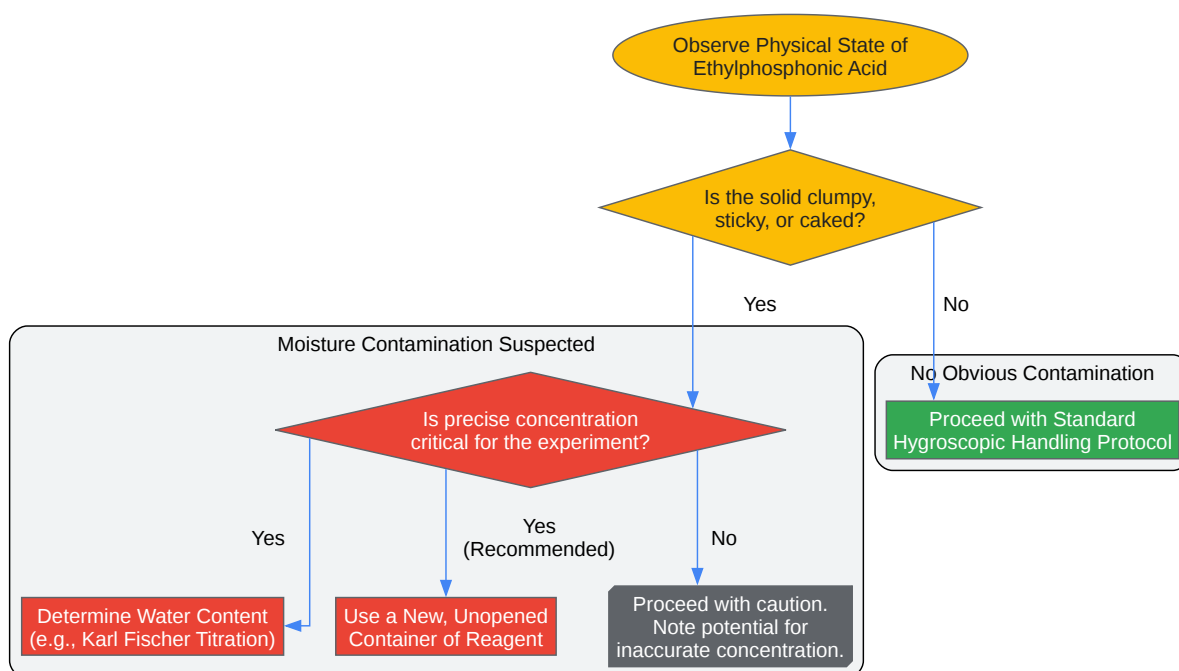 Observe Physical State of
Ethylphosphonic Acid
Is the solid clumpy,
sticky, or caked?
Yes
No
Moisture Contamination Suspected
No Obvious Contamination
Is precise concentration
critical for the experiment?
Proceed with Standard
Hygroscopic Handling Protocol
Yes
Yes
(Recommended)
No
Determine Water Content
(e.g., Karl Fischer Titration)
Use a New, Unopened
Container of Reagent
Proceed with caution.
Note potential for
inaccurate concentration.